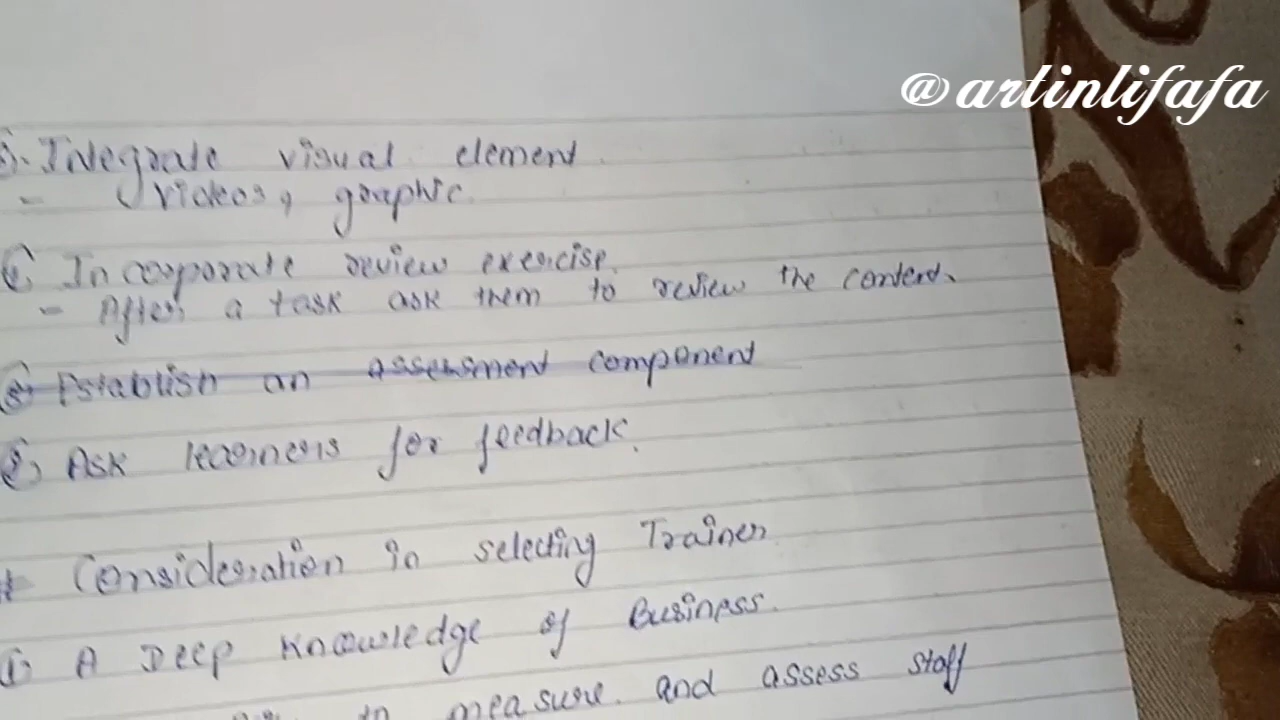 @artinlifafa
Integrate visual element
- videos, graphic.
Incorporate review exercise.
- After a task ask them to review the content.
Establish an assessment component
Ask learners for feedback.
Consideration in selecting Trainer
A Deep Knowledge of Business.
to measure and assess staff